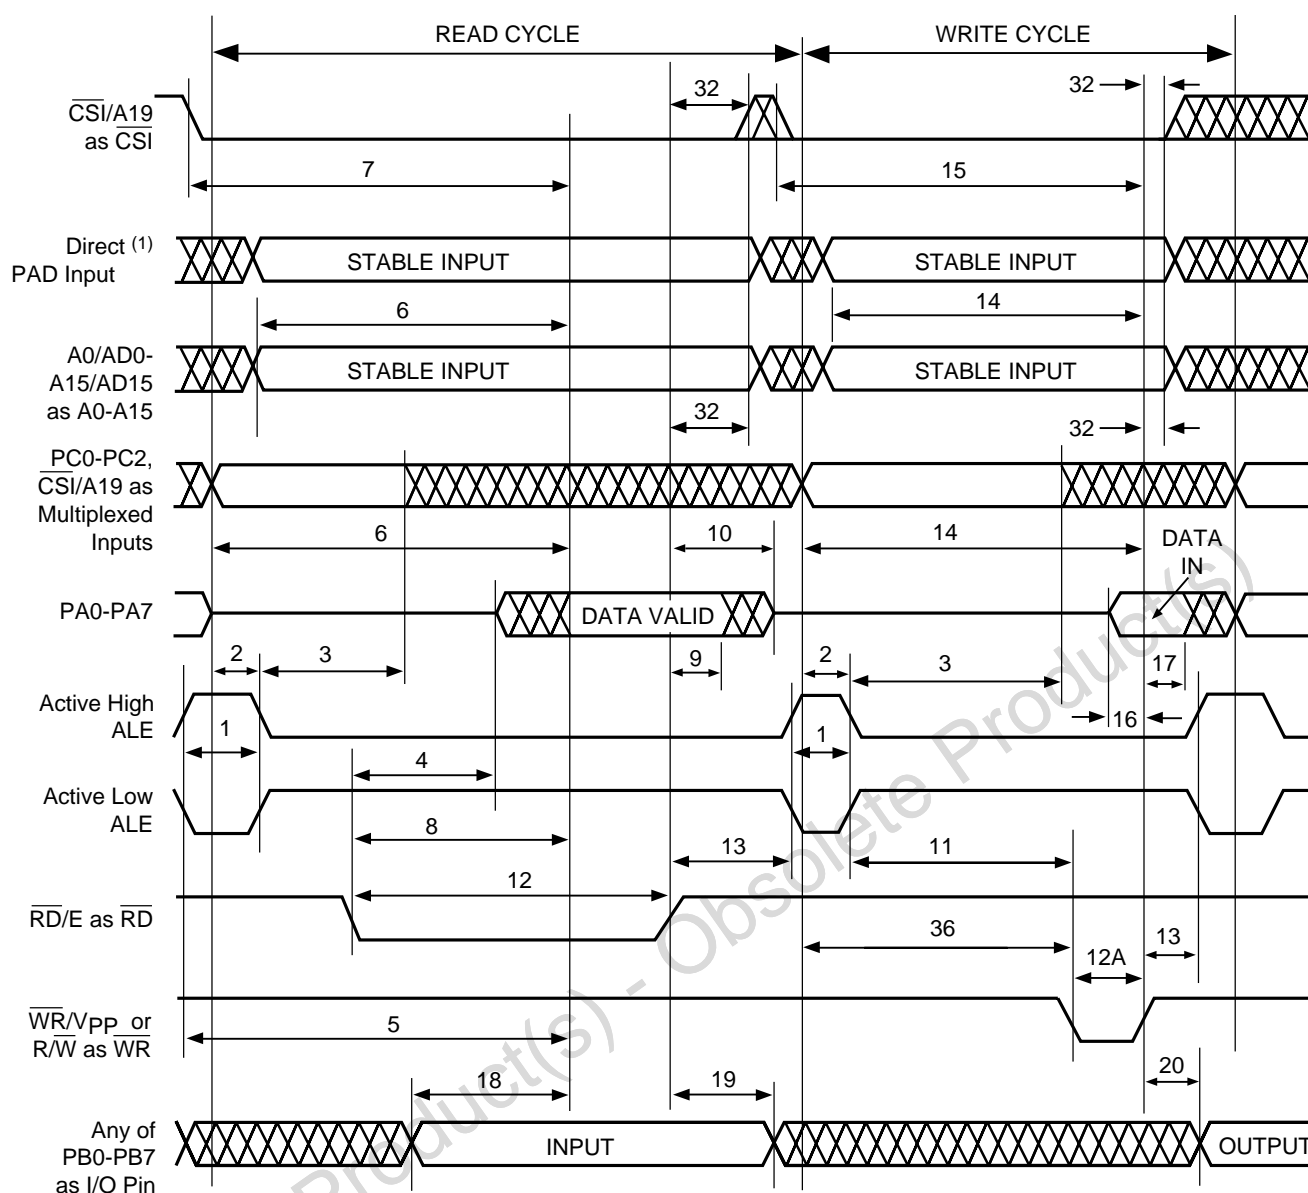 READ CYCLE
WRITE CYCLE
CSI/A19
as CSI
32
32
7
15
Direct (1)
PAD Input
STABLE INPUT
STABLE INPUT
6
14
A0/AD0-
A15/AD15
as A0-A15
STABLE INPUT
STABLE INPUT
32
32
PC0-PC2,
CSI/A19 as
Multiplexed
Inputs
6
10
14
DATA
IN
PA0-PA7
DATA VALID
2
3
9
2
3
17
Active High
ALE
1
1
16
4
Active Low
ALE
8
13
11
12
RD/E as RD
36
12A
13
WR/VPP or
R/W as WR
5
18
19
20
Any of
PB0-PB7
as I/O Pin
INPUT
OUTPUT
Product(s) - Obsolete Product(s)